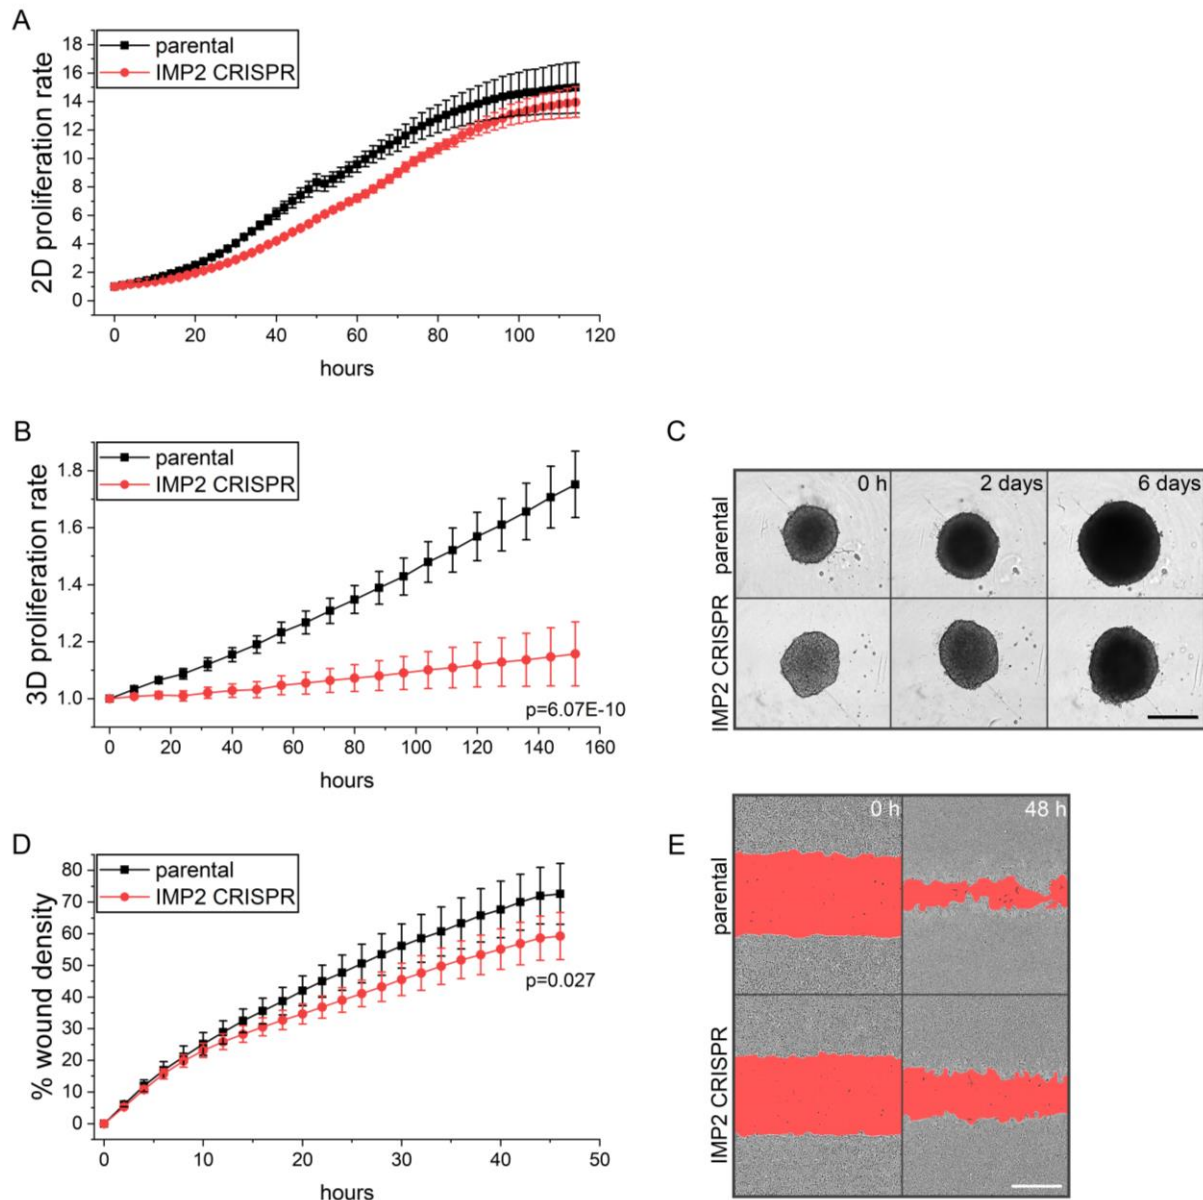 A
parental
IMP2 CRISPR
2D proliferation rate
18
16
14
12
10
8
6
4
2
0
0 20 40 60 80 100 120
hours
B
parental
IMP2 CRISPR
3D proliferation rate
1.8
1.6
1.4
1.2
1.0
p=6.07E-10
0 20 40 60 80 100 120 140 160
hours
C
0 h 2 days 6 days
parental
IMP2 CRISPR
D
parental
IMP2 CRISPR
% wound density
80
70
60
50
40
30
20
10
0
p=0.027
0 10 20 30 40 50
hours
E
0 h 48 h
parental
IMP2 CRISPR